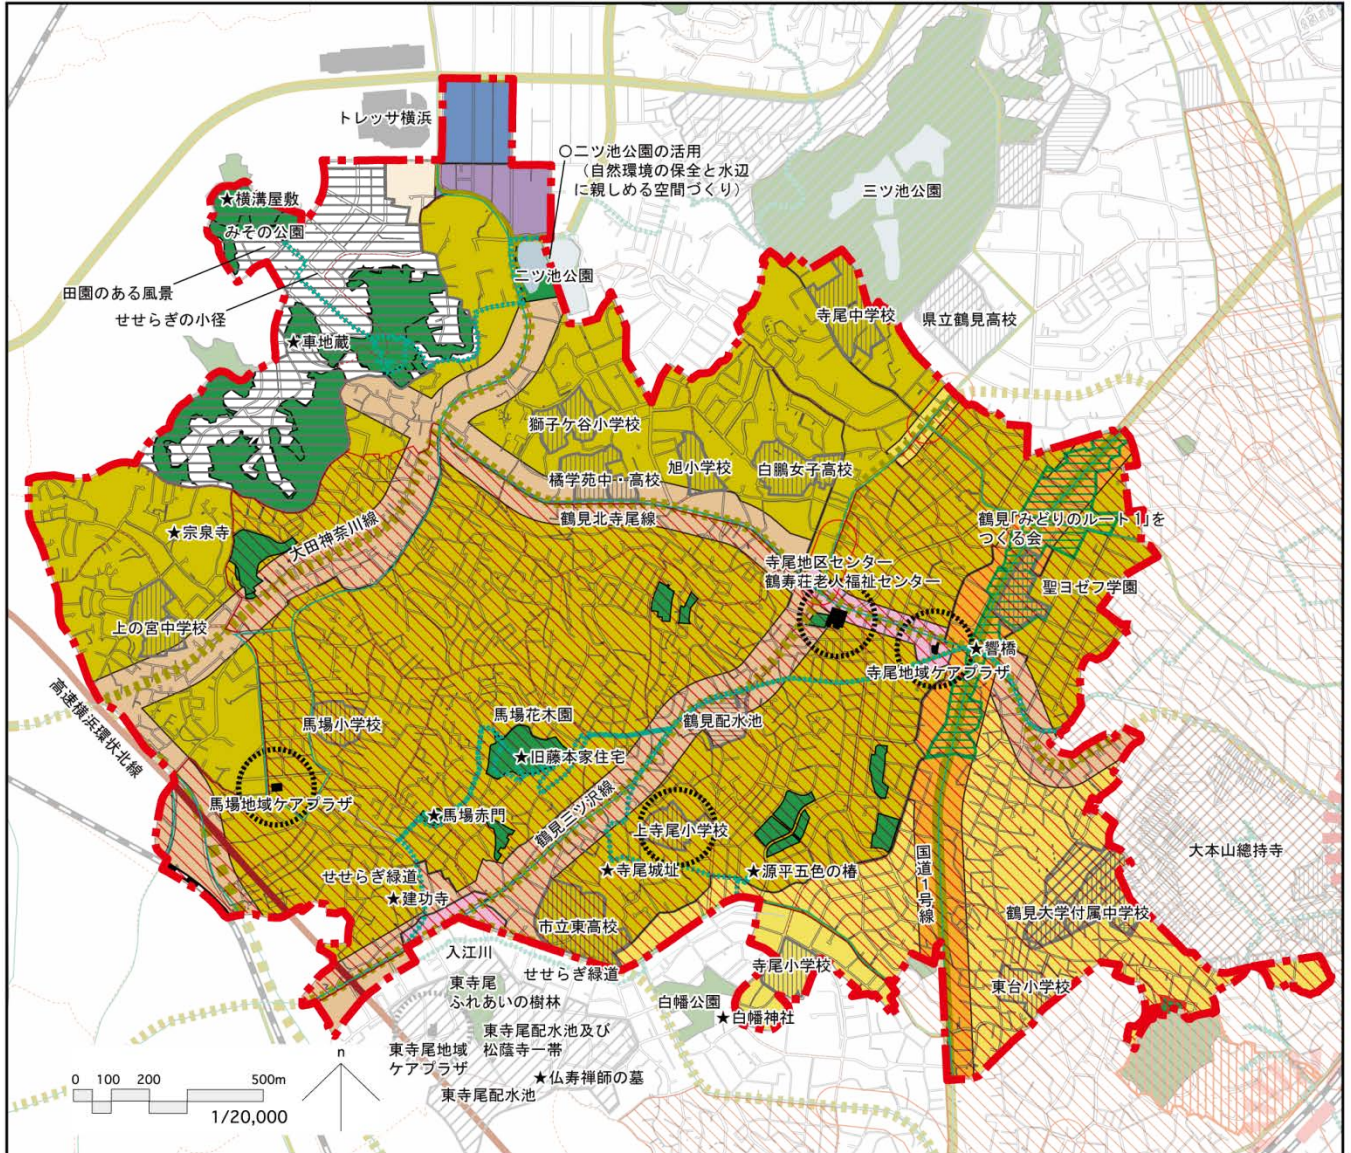 トレッサ横浜
○二ツ池公園の活用
（自然環境の保全と水辺
に親しめる空間づくり）
三ツ池公園
★横溝屋敷
みその公園
二ツ池公園
田園のある風景
せせらぎの小径
寺尾中学校
県立鶴見高校
★車地蔵
獅子ケ谷小学校
旭小学校
白鵬女子高校
橘学苑中・高校
鶴見北寺尾線
鶴見「みどりのルート１」を
つくる会
★宗泉寺
大田神奈川線
寺尾地区センター
鶴寿荘老人福祉センター
聖ヨゼフ学園
上の宮中学校
★響橋
寺尾地域ケアプラザ
高速横浜環状北線
馬場小学校
馬場花木園
鶴見配水池
★旧藤本家住宅
馬場地域ケアプラザ
★馬場赤門
鶴見三ツ沢線
上寺尾小学校
国道１号線
大本山總持寺
せせらぎ緑道
★寺尾城址
★源平五色の椿
★建功寺
市立東高校
鶴見大学付属中学校
入江川
せせらぎ緑道
寺尾小学校
東台小学校
東寺尾
ふれあいの樹林
白幡公園
★白幡神社
東寺尾配水池及び
松蔭寺一帯
東寺尾地域
ケアプラザ
★仏寿禅師の墓
東寺尾配水池
n
0 100 200 500m
1/20,000